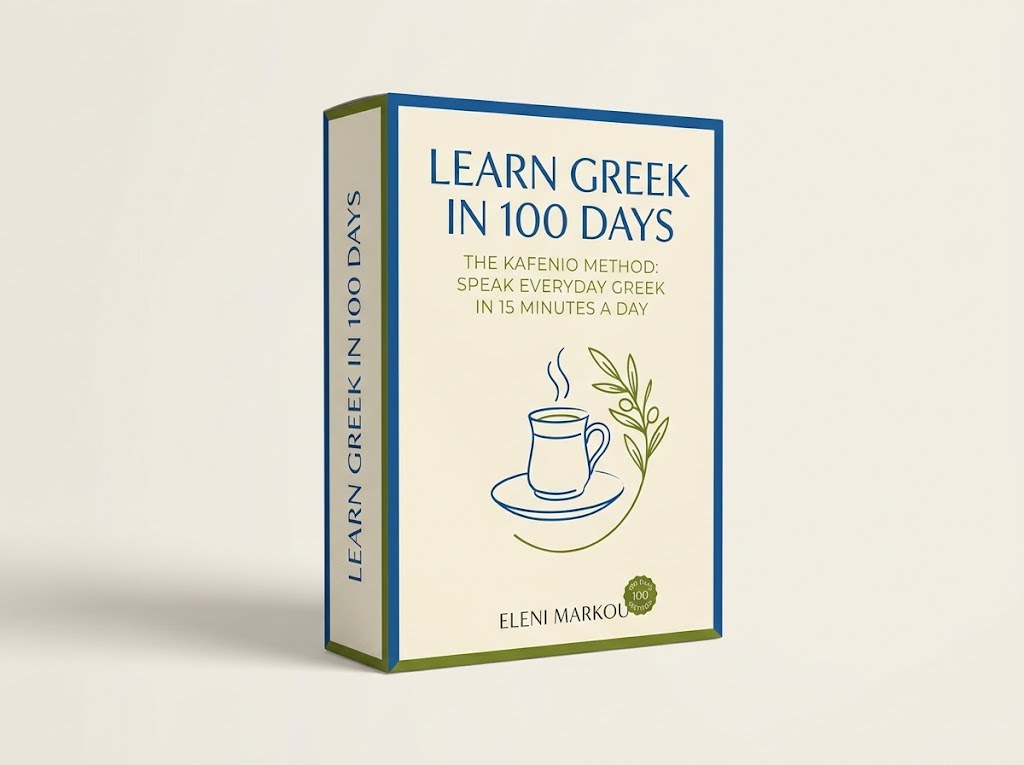 LEARN GREEK IN 100 DAYS
LEARN GREEK
IN 100 DAYS
THE KAFENIO METHOD:
SPEAK EVERYDAY GREEK
IN 15 MINUTES A DAY
ELENI MARKOU
100